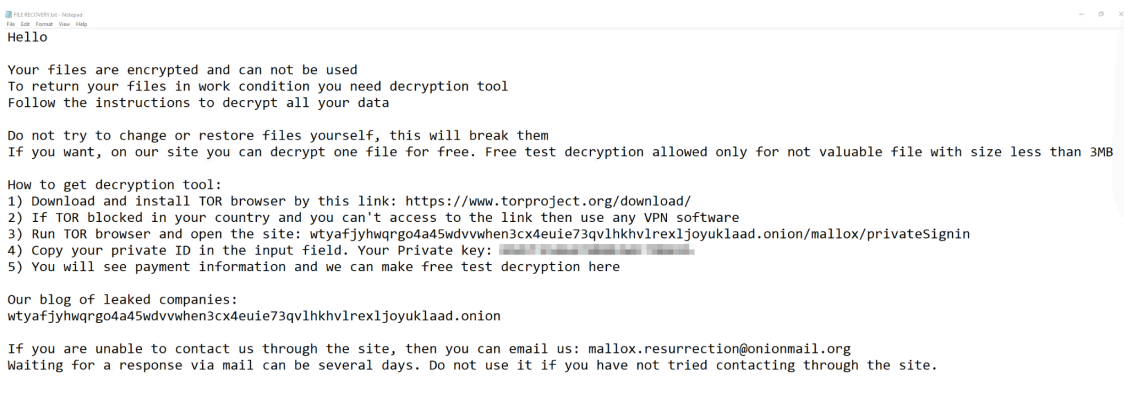 FILE RECOVERY.txt - Notepad
File Edit Format View Help
Hello
Your files are encrypted and can not be used
To return your files in work condition you need decryption tool
Follow the instructions to decrypt all your data
Do not try to change or restore files yourself, this will break them
If you want, on our site you can decrypt one file for free. Free test decryption allowed only for not valuable file with size less than 3MB
How to get decryption tool:
1) Download and install TOR browser by this link: https://www.torproject.org/download/
2) If TOR blocked in your country and you can't access to the link then use any VPN software
3) Run TOR browser and open the site: wtyafjyhwqrgo4a45wdvvwhen3cx4euie73qvlhkhvlrexljoyuklaad.onion/mallox/privateSignin
4) Copy your private ID in the input field. Your Private key:
5) You will see payment information and we can make free test decryption here
Our blog of leaked companies:
wtyafjyhwqrgo4a45wdvvwhen3cx4euie73qvlhkhvlrexljoyuklaad.onion
If you are unable to contact us through the site, then you can email us: mallox.resurrection@onionmail.org
Waiting for a response via mail can be several days. Do not use it if you have not tried contacting through the site.